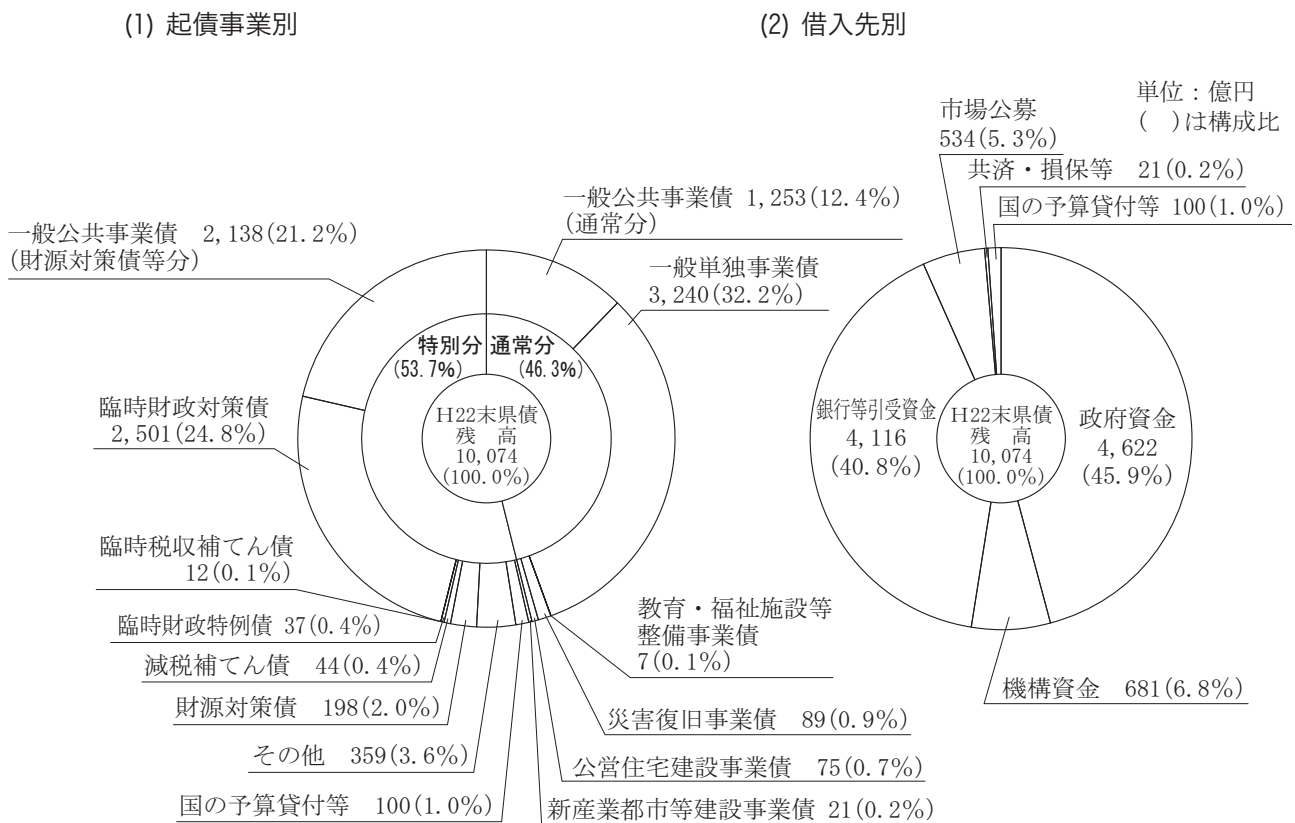 (1) 起債事業別
一般公共事業債 1,253(12.4%)
(通常分)
一般単独事業債
3,240(32.2%)
一般公共事業債 2,138(21.2%)
(財源対策債等分)
特別分
(53.7%)
通常分
(46.3%)
H22末県債
残 高
10,074
(100.0%)
臨時財政対策債
2,501(24.8%)
臨時税収補てん債
12(0.1%)
臨時財政特例債 37(0.4%)
減税補てん債 44(0.4%)
財源対策債 198(2.0%)
その他 359(3.6%)
国の予算貸付等 100(1.0%)
教育・福祉施設等
整備事業債
7(0.1%)
災害復旧事業債 89(0.9%)
公営住宅建設事業債 75(0.7%)
新産業都市等建設事業債 21(0.2%)
(2) 借入先別
単位：億円
( )は構成比
市場公募
534(5.3%)
共済・損保等 21(0.2%)
国の予算貸付等 100(1.0%)
銀行等引受資金
4,116
(40.8%)
H22末県債
残 高
10,074
(100.0%)
政府資金
4,622
(45.9%)
機構資金 681(6.8%)